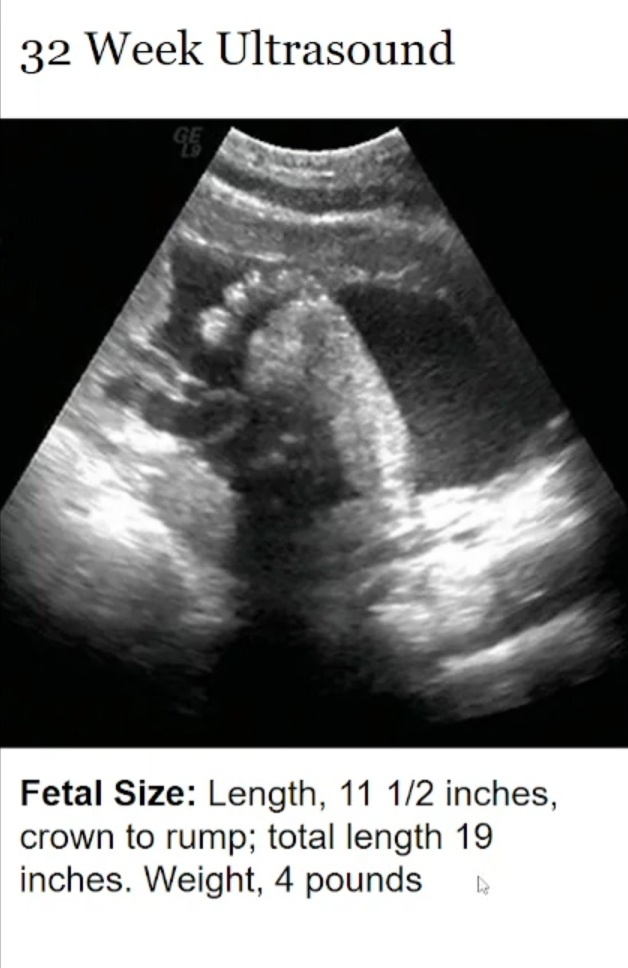 32 Week Ultrasound
GE
L9
Fetal Size: Length, 11 1/2 inches,
crown to rump; total length 19
inches. Weight, 4 pounds